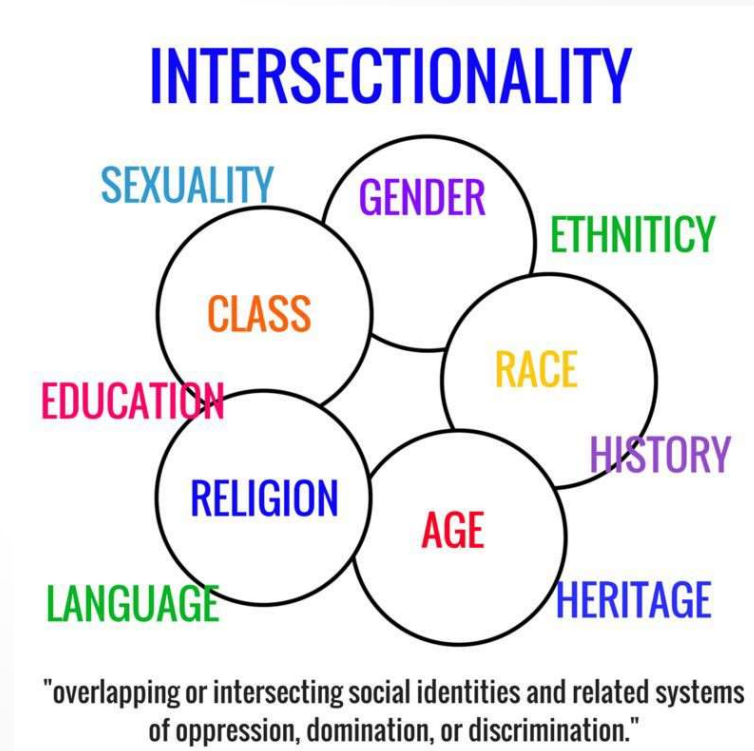 INTERSECTIONALITY
SEXUALITY
GENDER
ETHNITICY
CLASS
RACE
EDUCATION
HISTORY
RELIGION
AGE
LANGUAGE
HERITAGE
"overlapping or intersecting social identities and related systems
of oppression, domination, or discrimination."